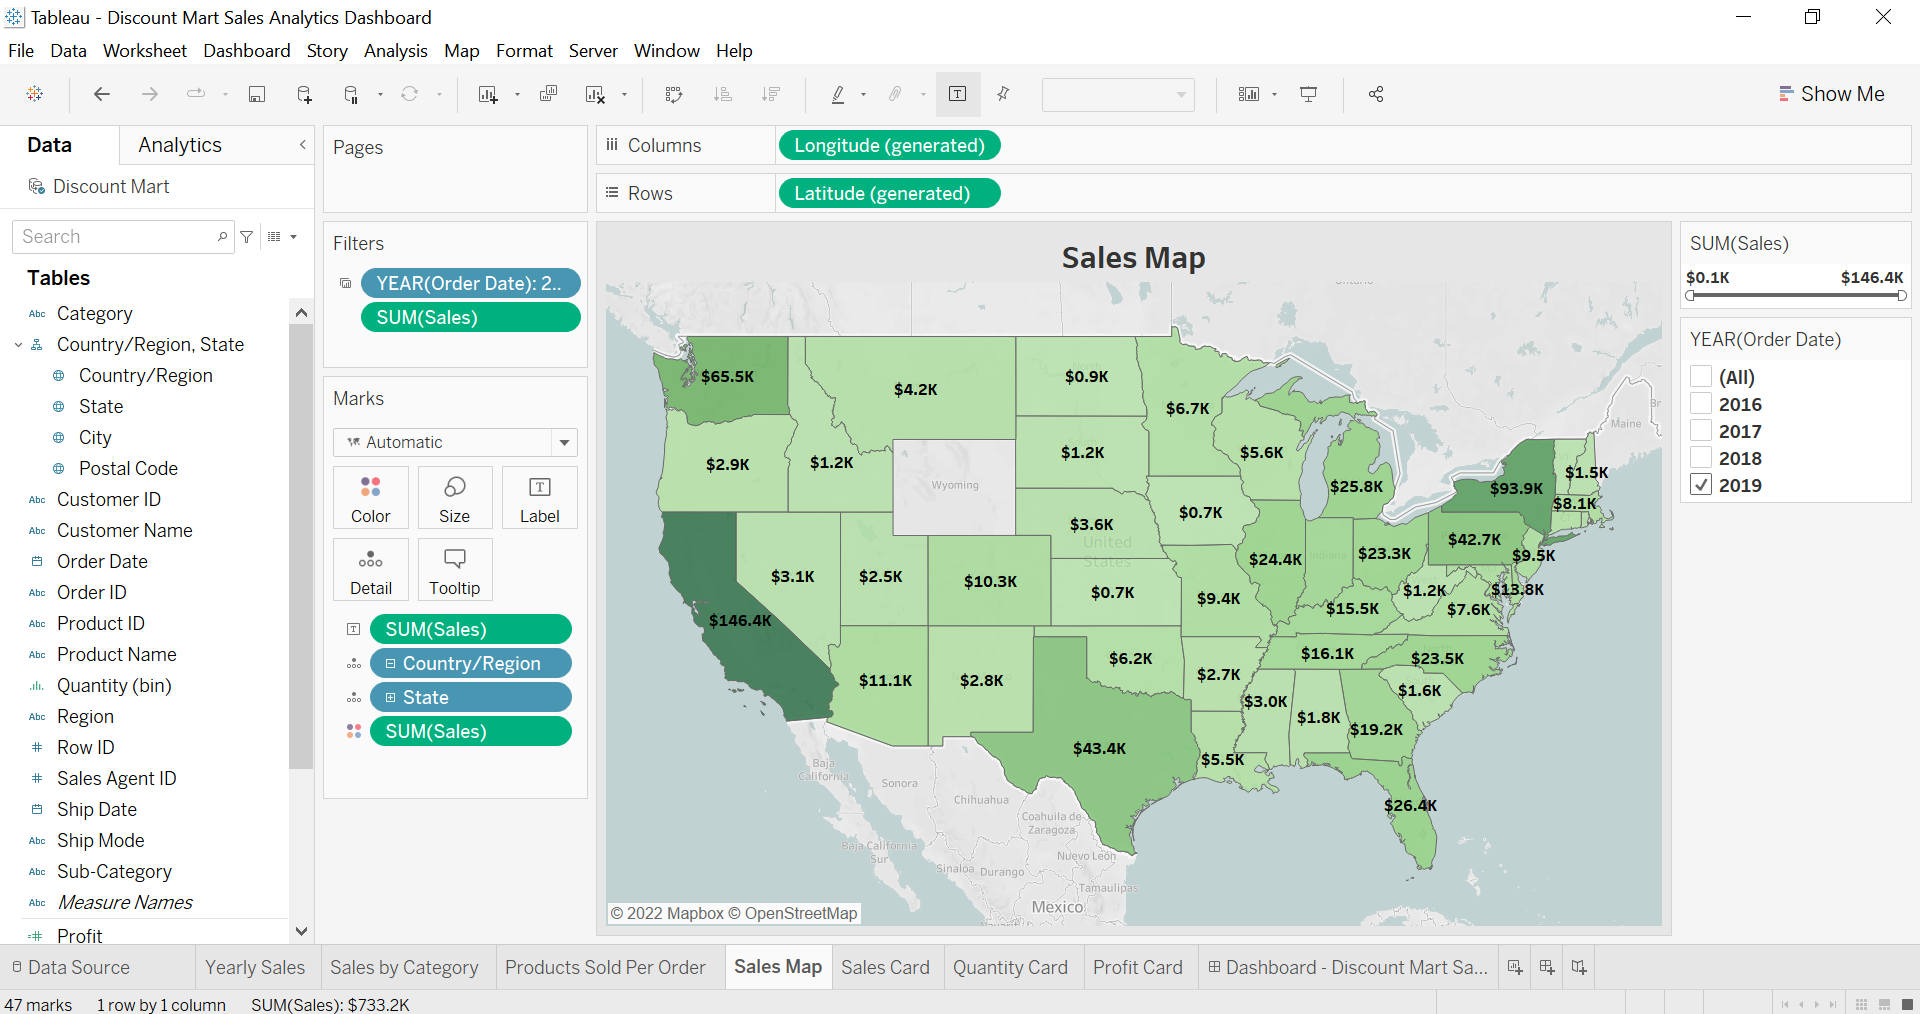 Tableau - Discount Mart Sales Analytics Dashboard
File Data Worksheet Dashboard Story Analysis Map Format Server Window Help
Show Me
Data Analytics
Discount Mart
Search
Tables
Abc Category
Country/Region, State
Country/Region
State
City
Postal Code
Abc Customer ID
Abc Customer Name
Order Date
Abc Order ID
Abc Product ID
Abc Product Name
Quantity (bin)
Abc Region
# Row ID
# Sales Agent ID
Ship Date
Abc Ship Mode
Abc Sub-Category
Abc Measure Names
Profit
Pages
Filters
YEAR(Order Date): 2..
SUM(Sales)
Marks
Automatic
Color Size Label
Detail Tooltip
SUM(Sales)
Country/Region
State
SUM(Sales)
Columns Longitude (generated)
Rows Latitude (generated)
Sales Map
Ontario
Maine
Br
$65.5K
$4.2K
$0.9K
$6.7K
$2.9K
$1.2K
Wyoming
$1.2K
$5.6K
$25.8K
$93.9K
$1.5K
$8.1K
$3.6K
United
States
$0.7K
$42.7K
$9.5K
$3.1K
$2.5K
$10.3K
$0.7K
$24.4K
Indiana
$23.3K
$1.2K
$13.8K
$146.4K
$9.4K
$15.5K
$7.6K
$11.1K
$2.8K
$6.2K
$2.7K
$16.1K
$23.5K
$1.6K
$43.4K
$5.5K
$3.0K
$1.8K
$19.2K
$26.4K
Baja
California
Sonora
Chihuahua
Coahuila de
Zaragoza
Baja California
Sur
Sinaloa
Durango
Nuevo León
Tamaulipas
Mexico
© 2022 Mapbox © OpenStreetMap
SUM(Sales)
$0.1K $146.4K
YEAR(Order Date)
(All)
2016
2017
2018
2019
Data Source Yearly Sales Sales by Category Products Sold Per Order Sales Map Sales Card Quantity Card Profit Card Dashboard - Discount Mart Sa...
47 marks 1 row by 1 column SUM(Sales): $733.2K